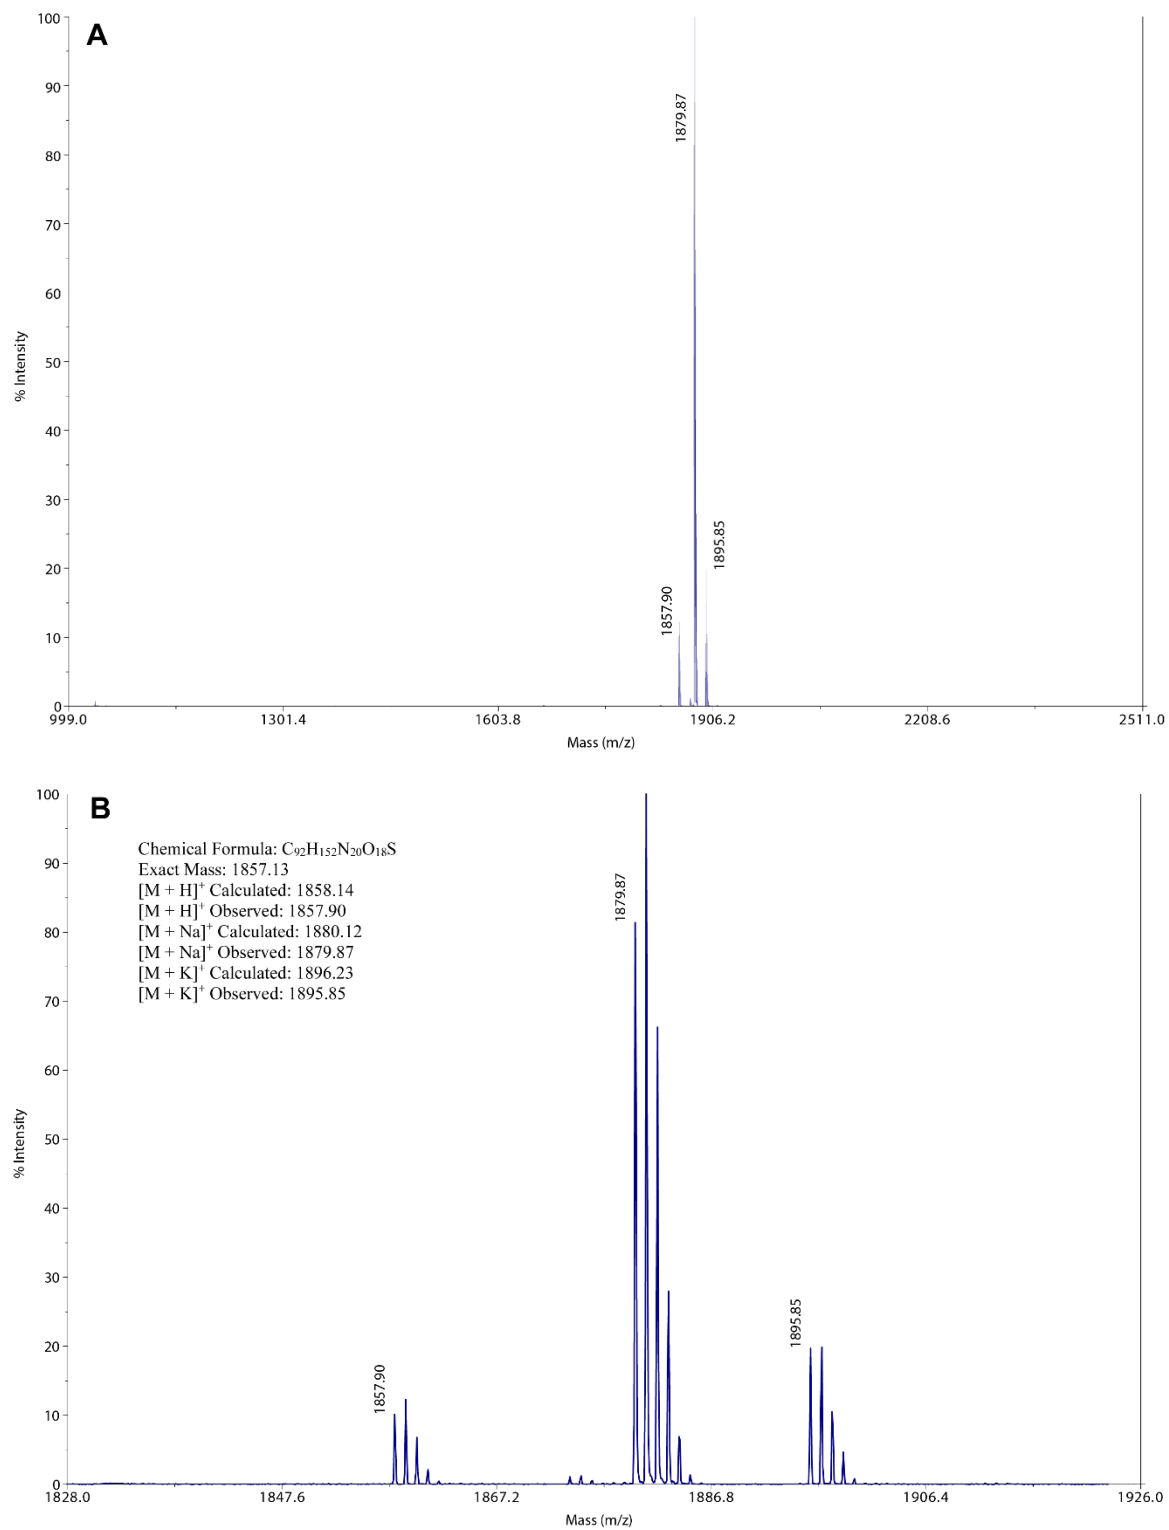 A
100
90
80
70
60
50
40
30
20
10
0
% Intensity
1879.87
1895.85
1857.90
999.0 1301.4 1603.8 1906.2 2208.6 2511.0
Mass (m/z)
B
100
90
80
70
60
50
40
30
20
10
0
% Intensity
Chemical Formula: C₉₂H₁₅₂N₂₀O₁₈S
Exact Mass: 1857.13
[M + H]⁺ Calculated: 1858.14
[M + H]⁺ Observed: 1857.90
[M + Na]⁺ Calculated: 1880.12
[M + Na]⁺ Observed: 1879.87
[M + K]⁺ Calculated: 1896.23
[M + K]⁺ Observed: 1895.85
1879.87
1895.85
1857.90
1828.0 1847.6 1867.2 1886.8 1906.4 1926.0
Mass (m/z)